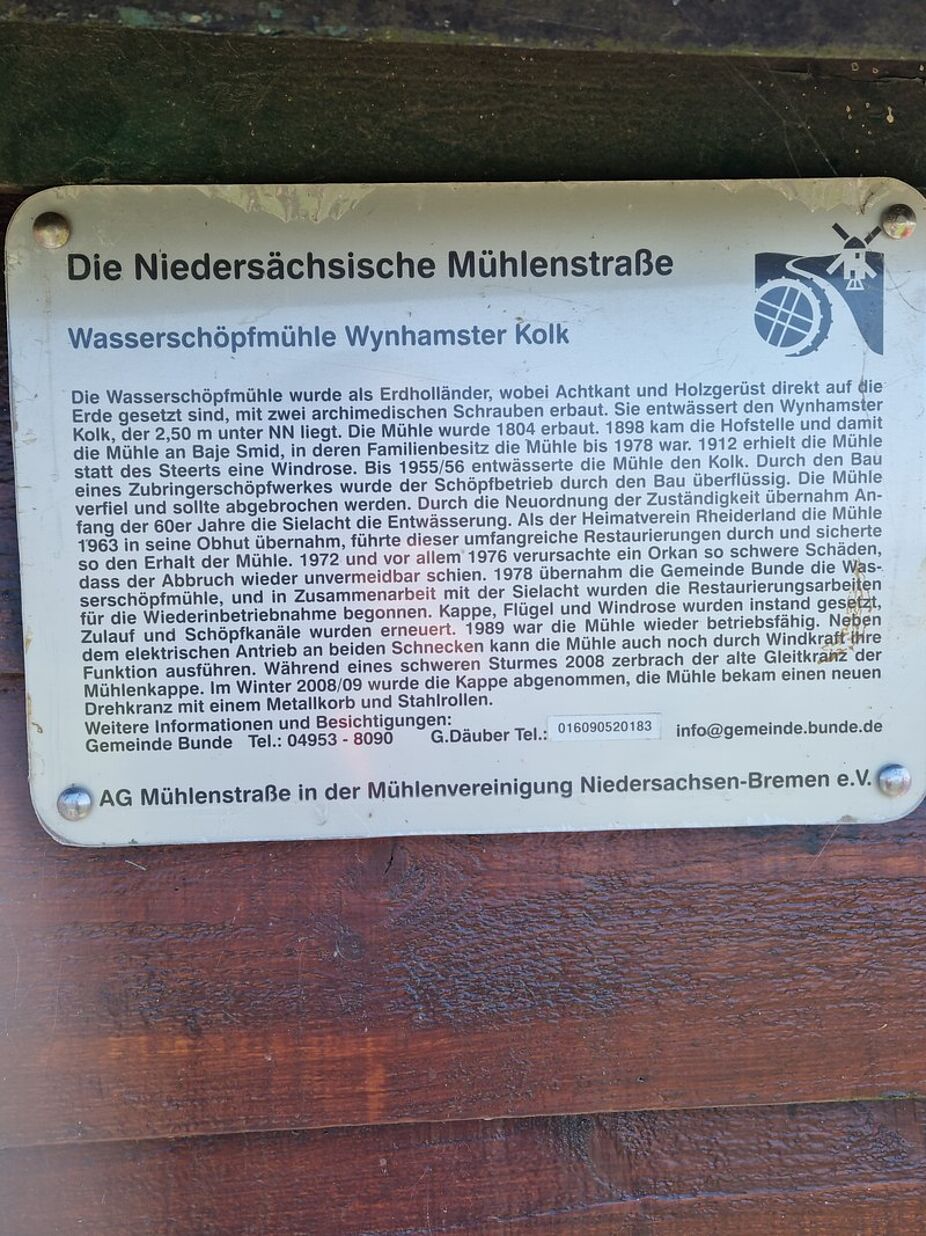 Die Niedersächsische Mühlenstraße
Wasserschöpfmühle Wynhamster Kolk
Die Wasserschöpfmühle wurde als Erdholländer, wobei Achtkant und Holzgerüst direkt auf die
Erde gesetzt sind, mit zwei archimedischen Schrauben erbaut. Sie entwässert den Wynhamster
Kolk, der 2,50 m unter NN liegt. Die Mühle wurde 1804 erbaut. 1898 kam die Hofstelle und damit
die Mühle an Baje Smid, in deren Familienbesitz die Mühle bis 1978 war. 1912 erhielt die Mühle
statt des Steerts eine Windrose. Bis 1955/56 entwässerte die Mühle den Kolk. Durch den Bau
eines Zubringerschöpfwerkes wurde der Schöpfbetrieb durch den Bau überflüssig. Die Mühle
verfiel und sollte abgebrochen werden. Durch die Neuordnung der Zuständigkeit übernahm An-
fang der 60er Jahre die Sielacht die Entwässerung. Als der Heimatverein Rheiderland die Mühle
1963 in seine Obhut übernahm, führte dieser umfangreiche Restaurierungen durch und sicherte
so den Erhalt der Mühle. 1972 und vor allem 1976 verursachte ein Orkan so schwere Schäden,
dass der Abbruch wieder unvermeidbar schien. 1978 übernahm die Gemeinde Bunde die Was-
serschöpfmühle, und in Zusammenarbeit mit der Sielacht wurden die Restaurierungsarbeiten
für die Wiederinbetriebnahme begonnen. Kappe, Flügel und Windrose wurden instand gesetzt,
Zulauf und Schöpfkanäle wurden erneuert. 1989 war die Mühle wieder betriebsfähig. Neben
dem elektrischen Antrieb an beiden Schnecken kann die Mühle auch noch durch Windkraft ihre
Funktion ausführen. Während eines schweren Sturmes 2008 zerbrach der alte Gleitkranz der
Mühlenkappe. Im Winter 2008/09 wurde die Kappe abgenommen, die Mühle bekam einen neuen
Drehkranz mit einem Metallkorb und Stahlrollen.
Weitere Informationen und Besichtigungen:
Gemeinde Bunde Tel.: 04953 - 8090 G.Däuber Tel.: 016090520183 info@gemeinde.bunde.de
AG Mühlenstraße in der Mühlenvereinigung Niedersachsen-Bremen e.V.